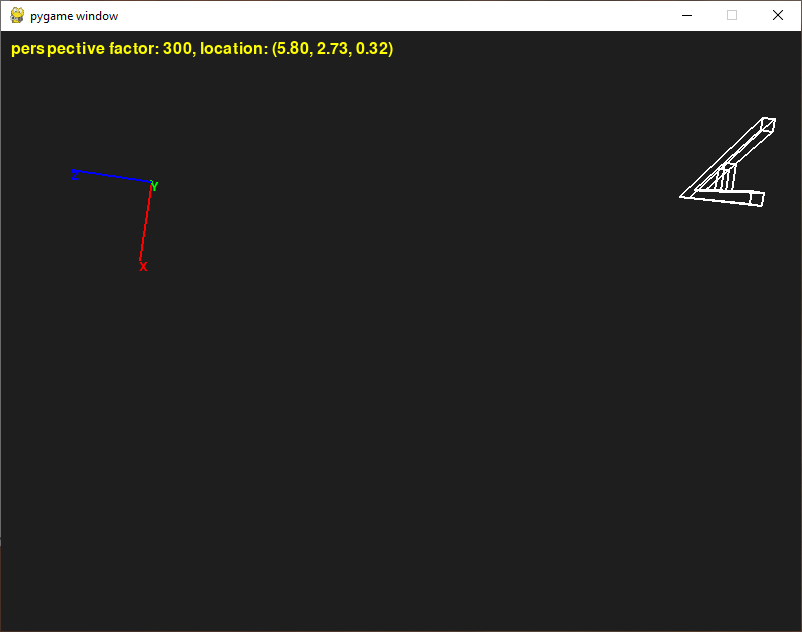 pygame window
perspective factor: 300, location: (5.80, 2.73, 0.32)
Z
Y
X